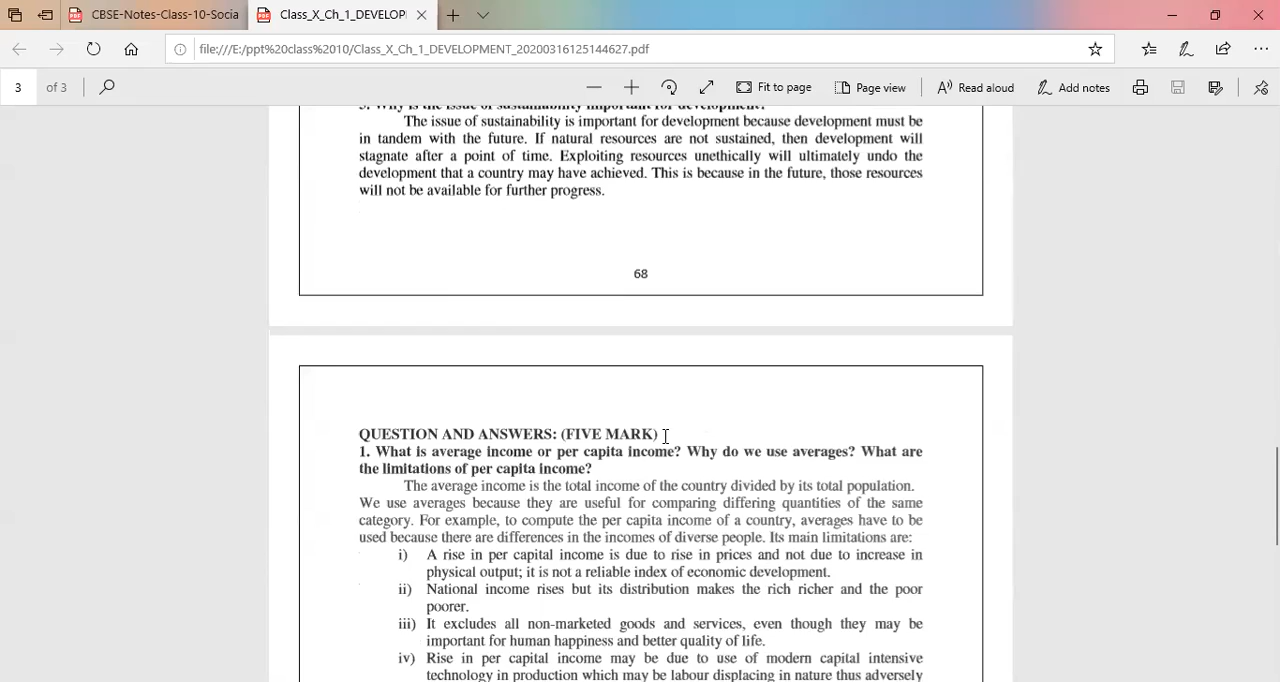 CBSE-Notes-Class-10-Socia
Class_X_Ch_1_DEVELOPI
file:///E:/ppt%20class%2010/Class_X_Ch_1_DEVELOPMENT_20200316125144627.pdf
3 of 3
Fit to page
Page view
Read aloud
Add notes
3. Why is the issue of sustainability important for development?
The issue of sustainability is important for development because development must be
in tandem with the future. If natural resources are not sustained, then development will
stagnate after a point of time. Exploiting resources unethically will ultimately undo the
development that a country may have achieved. This is because in the future, those resources
will not be available for further progress.
68
QUESTION AND ANSWERS: (FIVE MARK)
1. What is average income or per capita income? Why do we use averages? What are
the limitations of per capita income?
The average income is the total income of the country divided by its total population.
We use averages because they are useful for comparing differing quantities of the same
category. For example, to compute the per capita income of a country, averages have to be
used because there are differences in the incomes of diverse people. Its main limitations are:
i) A rise in per capital income is due to rise in prices and not due to increase in
physical output; it is not a reliable index of economic development.
ii) National income rises but its distribution makes the rich richer and the poor
poorer.
iii) It excludes all non-marketed goods and services, even though they may be
important for human happiness and better quality of life.
iv) Rise in per capital income may be due to use of modern capital intensive
technology in production which may be labour displacing in nature thus adversely